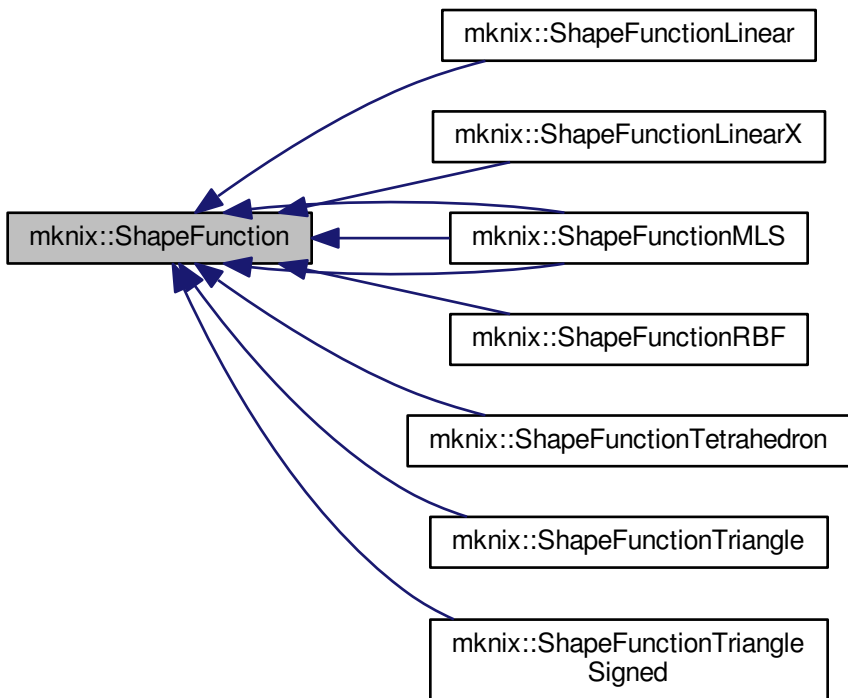 mknix::ShapeFunctionLinear
mknix::ShapeFunctionLinearX
mknix::ShapeFunction
mknix::ShapeFunctionMLS
mknix::ShapeFunctionRBF
mknix::ShapeFunctionTetrahedron
mknix::ShapeFunctionTriangle
mknix::ShapeFunctionTriangle
Signed